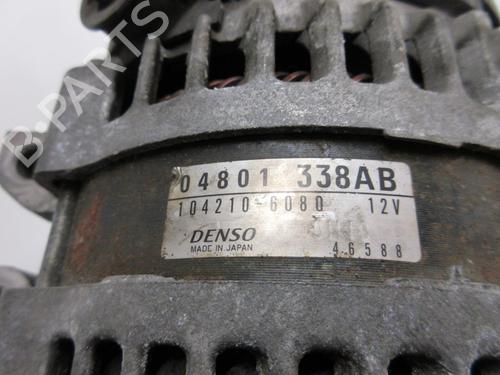 04801 338AB
104210-6080 12V
DENSO
MADE IN JAPAN 46588
B-PARTS